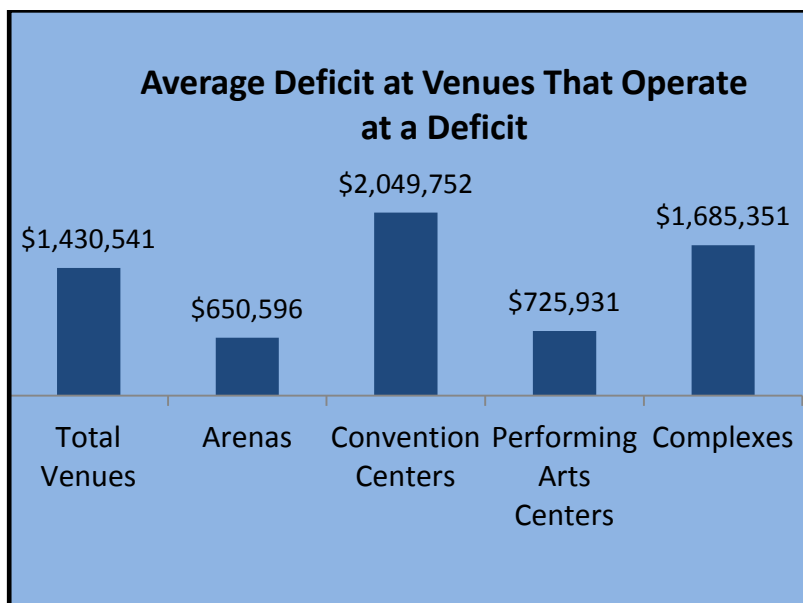 Average Deficit at Venues That Operate
at a Deficit
$1,430,541
$650,596
$2,049,752
$725,931
$1,685,351
Total
Venues
Arenas
Convention
Centers
Performing
Arts
Centers
Complexes